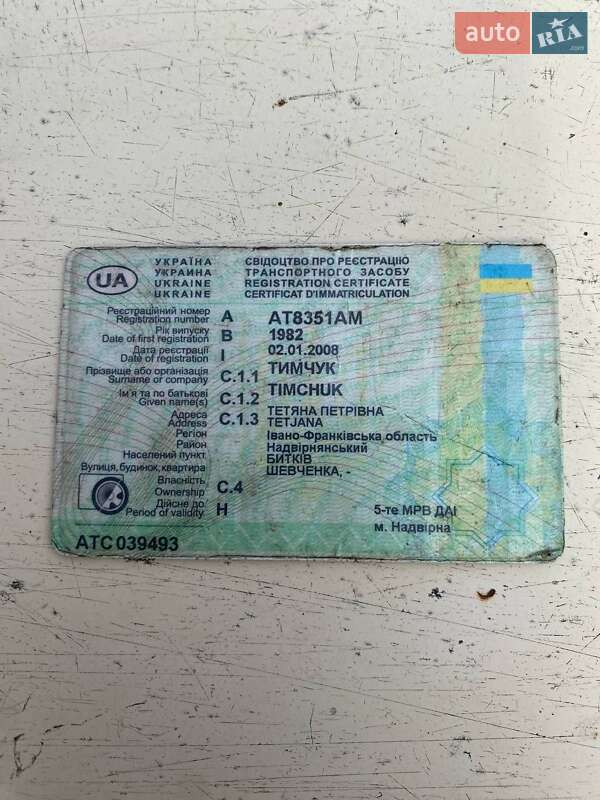 auto RIA .com
UA
УКРАЇНА
УКРАИНА
UKRAINE
UKRAINE
СВІДОЦТВО ПРО РЕЄСТРАЦІЮ
ТРАНСПОРТНОГО ЗАСОБУ
REGISTRATION CERTIFICATE
CERTIFICAT D'IMMATRICULATION
Реєстраційний номер A AT8351AM
Registration number
Рік випуску B 1982
Date of first registration
Дата реєстрації I 02.01.2008
Date of registration
Прізвище або організація C.1.1 ТИМЧУК
Surname or company TIMCHUK
Ім'я та по батькові C.1.2 ТЕТЯНА ПЕТРІВНА
Given name(s) TETJANA
Адреса C.1.3
Address
Регіон Івано-Франківська область
Район Надвірнянський
Населений пункт БИТКІВ
Вулиця, будинок, квартира ШЕВЧЕНКА, -
Власність C.4
Ownership
Дійсне до H
Period of validity
5-те МРВ ДАІ
м. Надвірна
ATC 039493